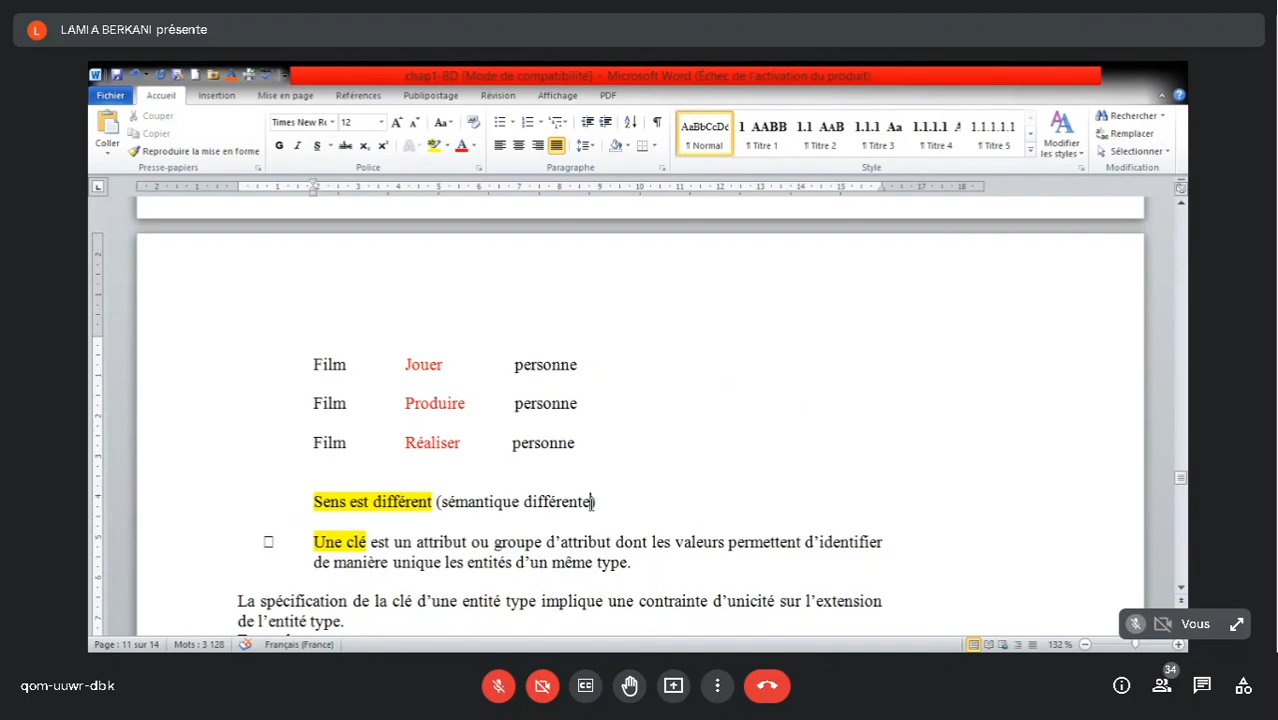 LAMIA BERKANI présente
chap1-BD [Mode de compatibilité] - Microsoft Word (Échec de l'activation du produit)
Fichier Accueil Insertion Mise en page Références Publipostage Révision Affichage PDF
Coller
Couper
Copier
Reproduire la mise en forme
Presse-papiers
Times New Ro 12
Police
Paragraphe
AaBbCcDc 1 AABB 1.1 AaB 1.1.1 Aa 1.1.1.1 A 1.1.1.1.1
¶ Normal ¶ Titre 1 ¶ Titre 2 ¶ Titre 3 ¶ Titre 4 ¶ Titre 5
Style
Modifier
les styles
Rechercher
Remplacer
Sélectionner
Modification
Film Jouer personne
Film Produire personne
Film Réaliser personne
Sens est différent (sémantique différente)
Une clé est un attribut ou groupe d'attribut dont les valeurs permettent d'identifier
de manière unique les entités d'un même type.
La spécification de la clé d'une entité type implique une contrainte d'unicité sur l'extension
de l'entité type.
Page : 11 sur 14 Mots : 3 128 Français (France) 132 %
Vous
qom-uuwr-dbk
34